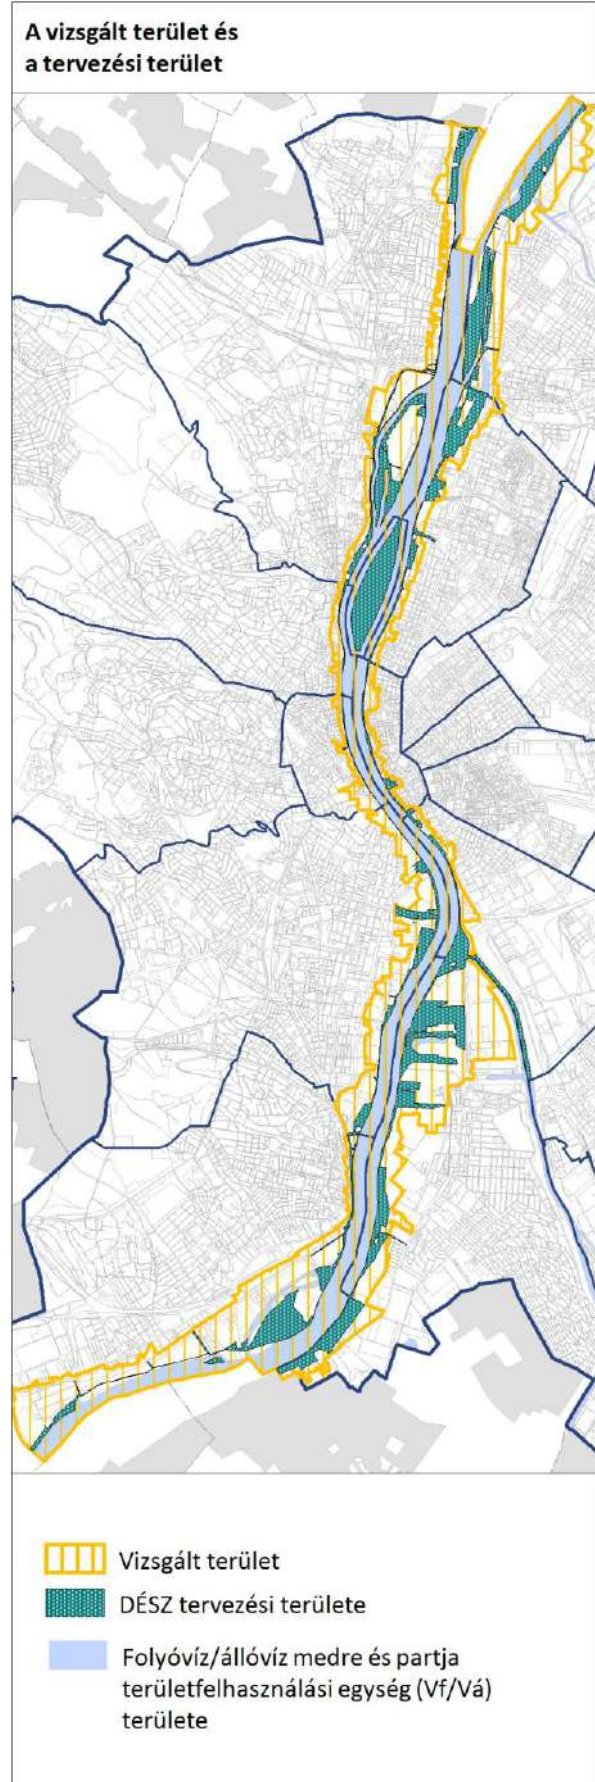 A vizsgált terület és
a tervezési terület
Vizsgált terület
DÉSZ tervezési területe
Folyóvíz/állóvíz medre és partja
területfelhasználási egység (Vf/Vá)
területe